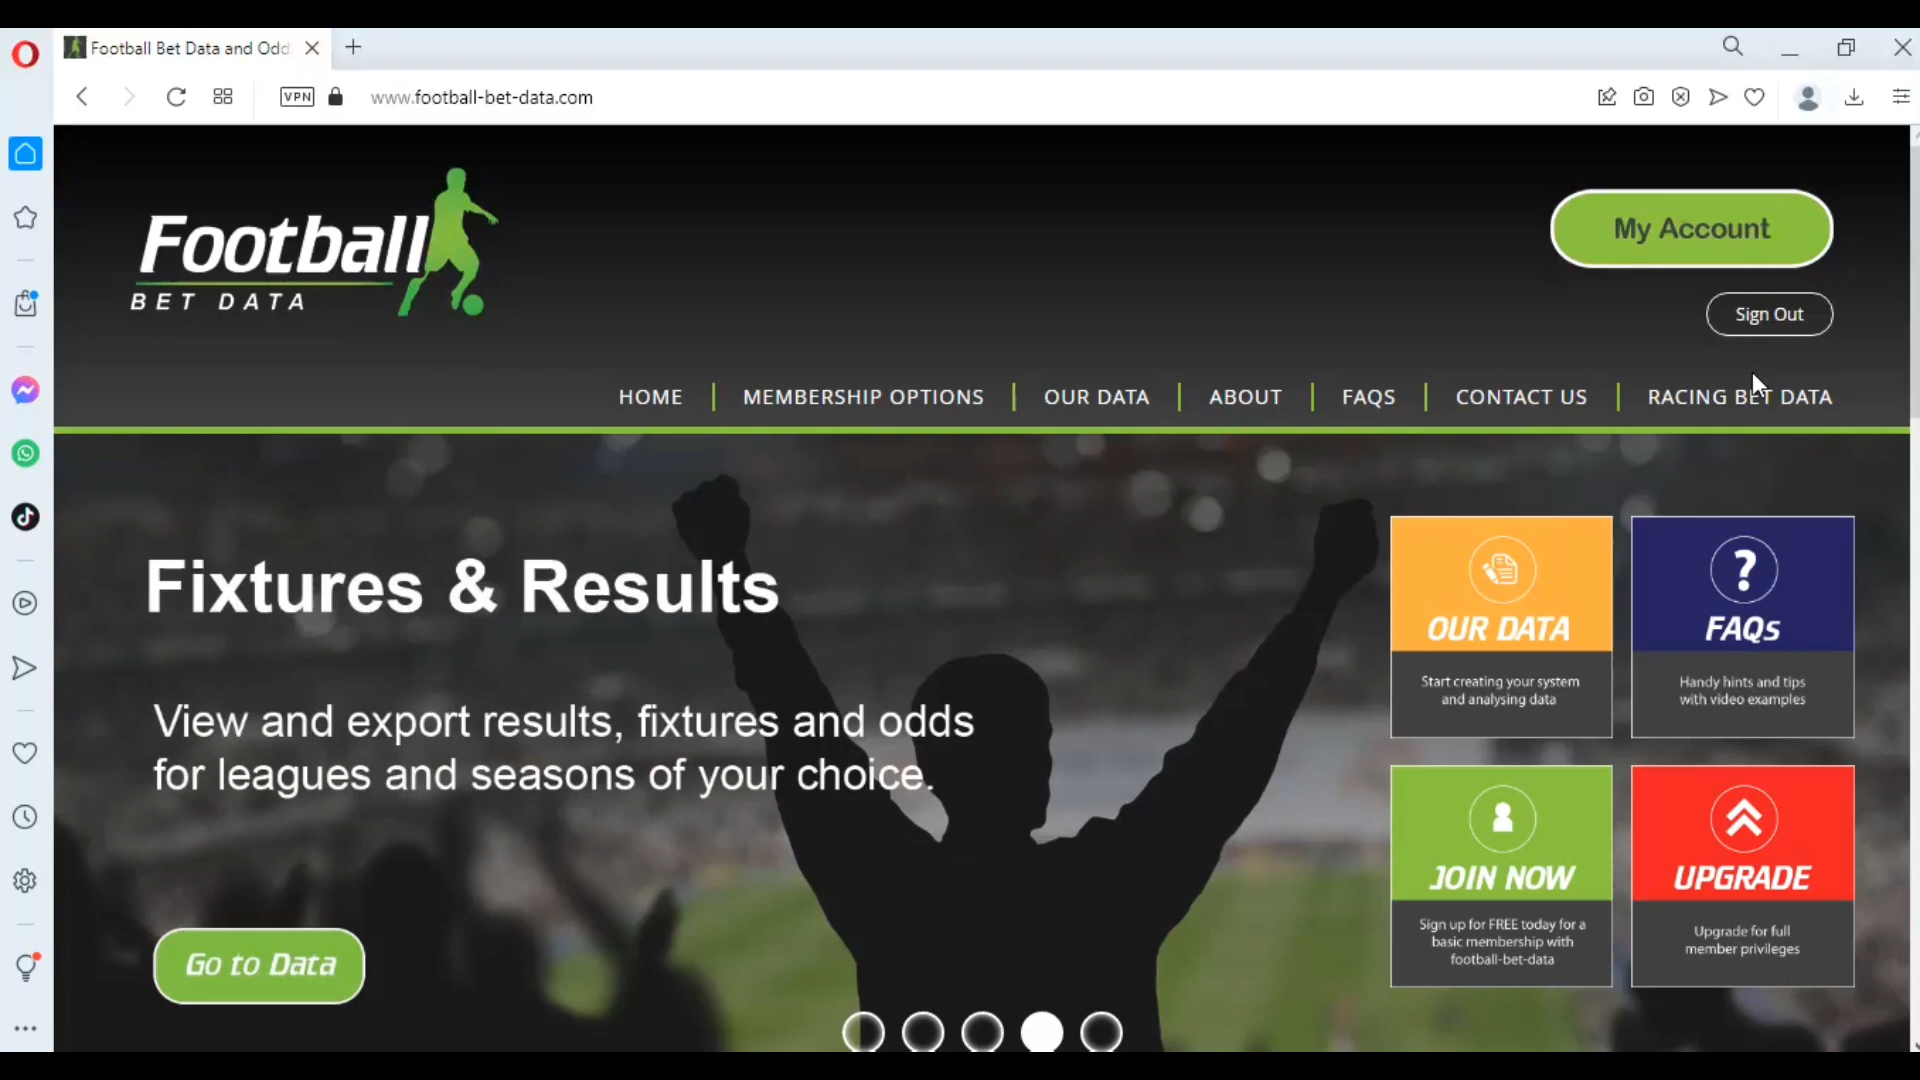 Football Bet Data and Odd
VPN
www.football-bet-data.com
Football
BET DATA
My Account
Sign Out
HOME
MEMBERSHIP OPTIONS
OUR DATA
ABOUT
FAQS
CONTACT US
RACING BET DATA
Fixtures & Results
View and export results, fixtures and odds
for leagues and seasons of your choice.
Go to Data
OUR DATA
Start creating your system
and analysing data
?
FAQs
Handy hints and tips
with video examples
JOIN NOW
Sign up for FREE today for a
basic membership with
football-bet-data
UPGRADE
Upgrade for full
member privileges